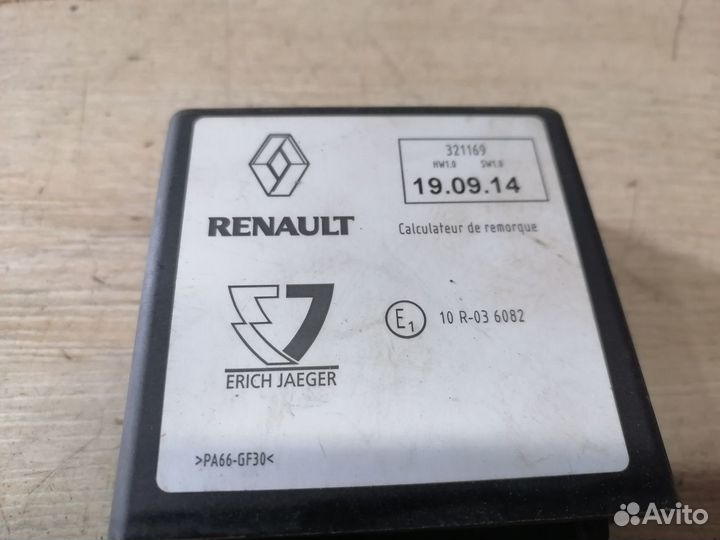 321169
HW1.0 SW1.0
19.09.14
RENAULT
Calculateur de remorque
E1 10 R-03 6082
ERICH JAEGER
>PA66-GF30<
Avito